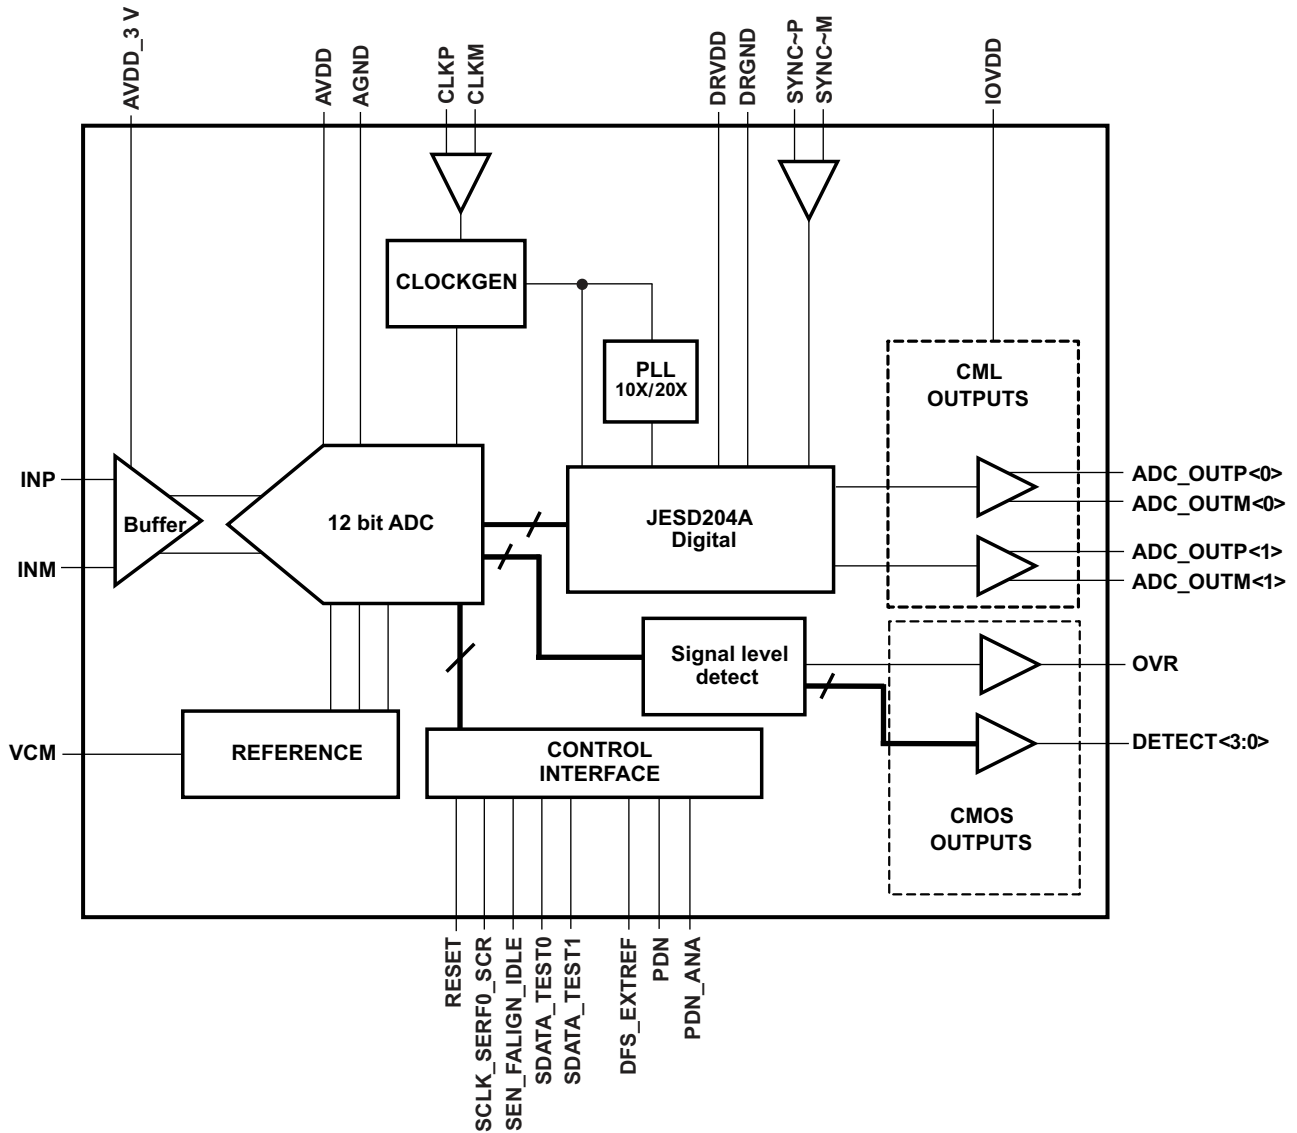 AVDD_3 V
AVDD
AGND
CLKP
CLKM
DRVDD
DRGND
SYNC~P
SYNC~M
IOVDD
CLOCKGEN
PLL
10X/20X
CML
OUTPUTS
INP
INM
Buffer
12 bit ADC
JESD204A
Digital
ADC_OUTP<0>
ADC_OUTM<0>
ADC_OUTP<1>
ADC_OUTM<1>
Signal level
detect
OVR
DETECT<3:0>
VCM
REFERENCE
CONTROL
INTERFACE
CMOS
OUTPUTS
RESET
SCLK_SERF0_SCR
SEN_FALIGN_IDLE
SDATA_TEST0
SDATA_TEST1
DFS_EXTREF
PDN
PDN_ANA